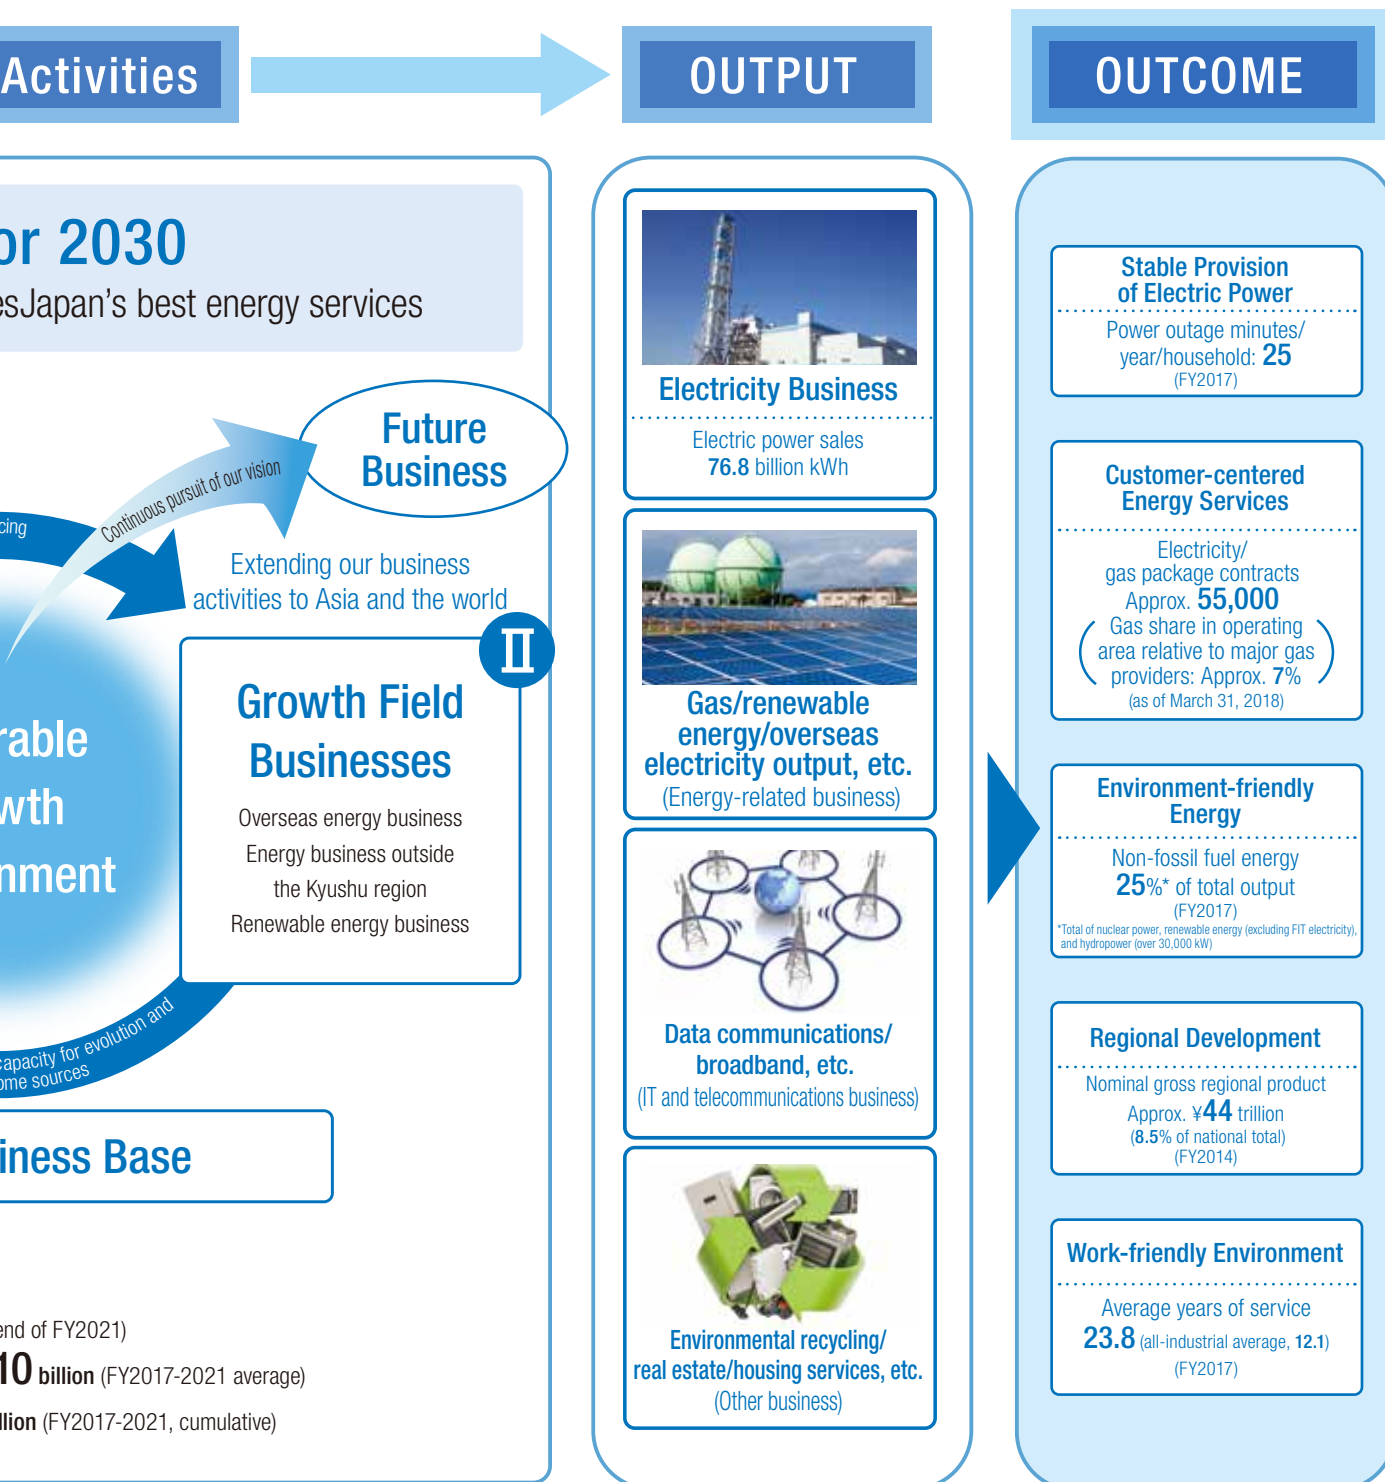 Activities
OUTPUT
OUTCOME
or 2030
esJapan's best energy services
Future
Business
Continuous pursuit of our vision
cing
Extending our business
activities to Asia and the world
II
Growth Field
Businesses
Overseas energy business
Energy business outside
the Kyushu region
Renewable energy business
rable
wth
nment
capacity for evolution and
ome sources
iness Base
end of FY2021)
10 billion (FY2017-2021 average)
llion (FY2017-2021, cumulative)
Electricity Business
Electric power sales
76.8 billion kWh
Gas/renewable
energy/overseas
electricity output, etc.
(Energy-related business)
Data communications/
broadband, etc.
(IT and telecommunications business)
Environmental recycling/
real estate/housing services, etc.
(Other business)
Stable Provision
of Electric Power
Power outage minutes/
year/household: 25
(FY2017)
Customer-centered
Energy Services
Electricity/
gas package contracts
Approx. 55,000
(Gas share in operating
area relative to major gas
providers: Approx. 7%)
(as of March 31, 2018)
Environment-friendly
Energy
Non-fossil fuel energy
25%* of total output
(FY2017)
*Total of nuclear power, renewable energy (excluding FIT electricity),
and hydropower (over 30,000 kW)
Regional Development
Nominal gross regional product
Approx. ¥44 trillion
(8.5% of national total)
(FY2014)
Work-friendly Environment
Average years of service
23.8 (all-industrial average, 12.1)
(FY2017)